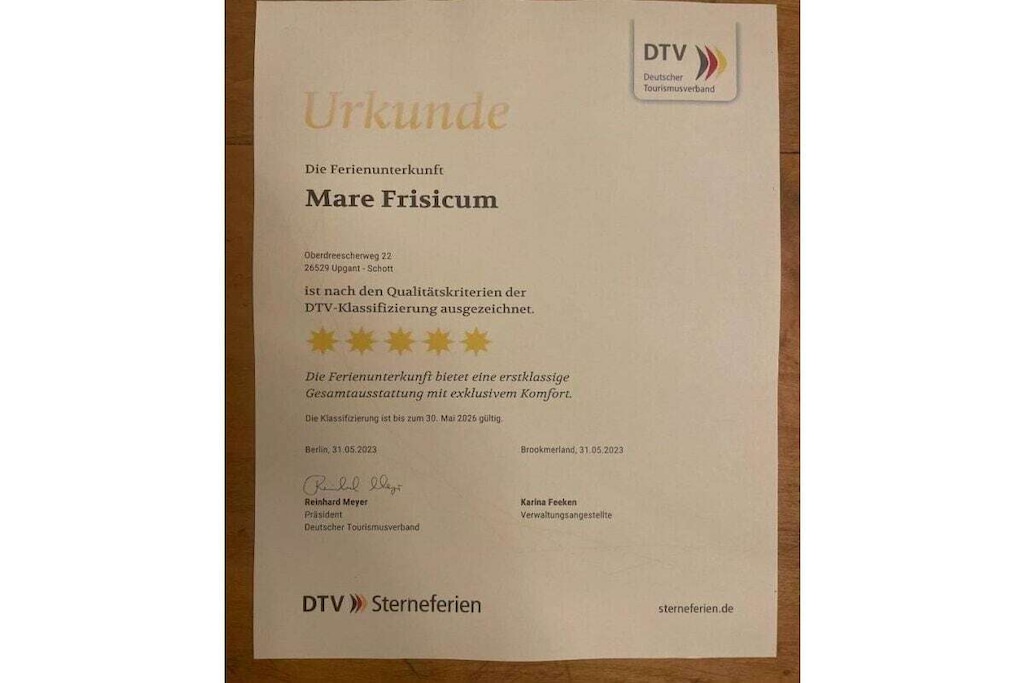 DTV
Deutscher
Tourismusverband
Urkunde
Die Ferienunterkunft
Mare Frisicum
Oberdreescherweg 22
26529 Upgant - Schott
ist nach den Qualitätskriterien der
DTV-Klassifizierung ausgezeichnet.
Die Ferienunterkunft bietet eine erstklassige
Gesamtausstattung mit exklusivem Komfort.
Die Klassifizierung ist bis zum 30. Mai 2026 gültig.
Berlin, 31.05.2023
Brookmerland, 31.05.2023
Reinhard Meyer
Präsident
Deutscher Tourismusverband
Karina Feeken
Verwaltungsangestellte
DTV Sterneferien
sterneferien.de